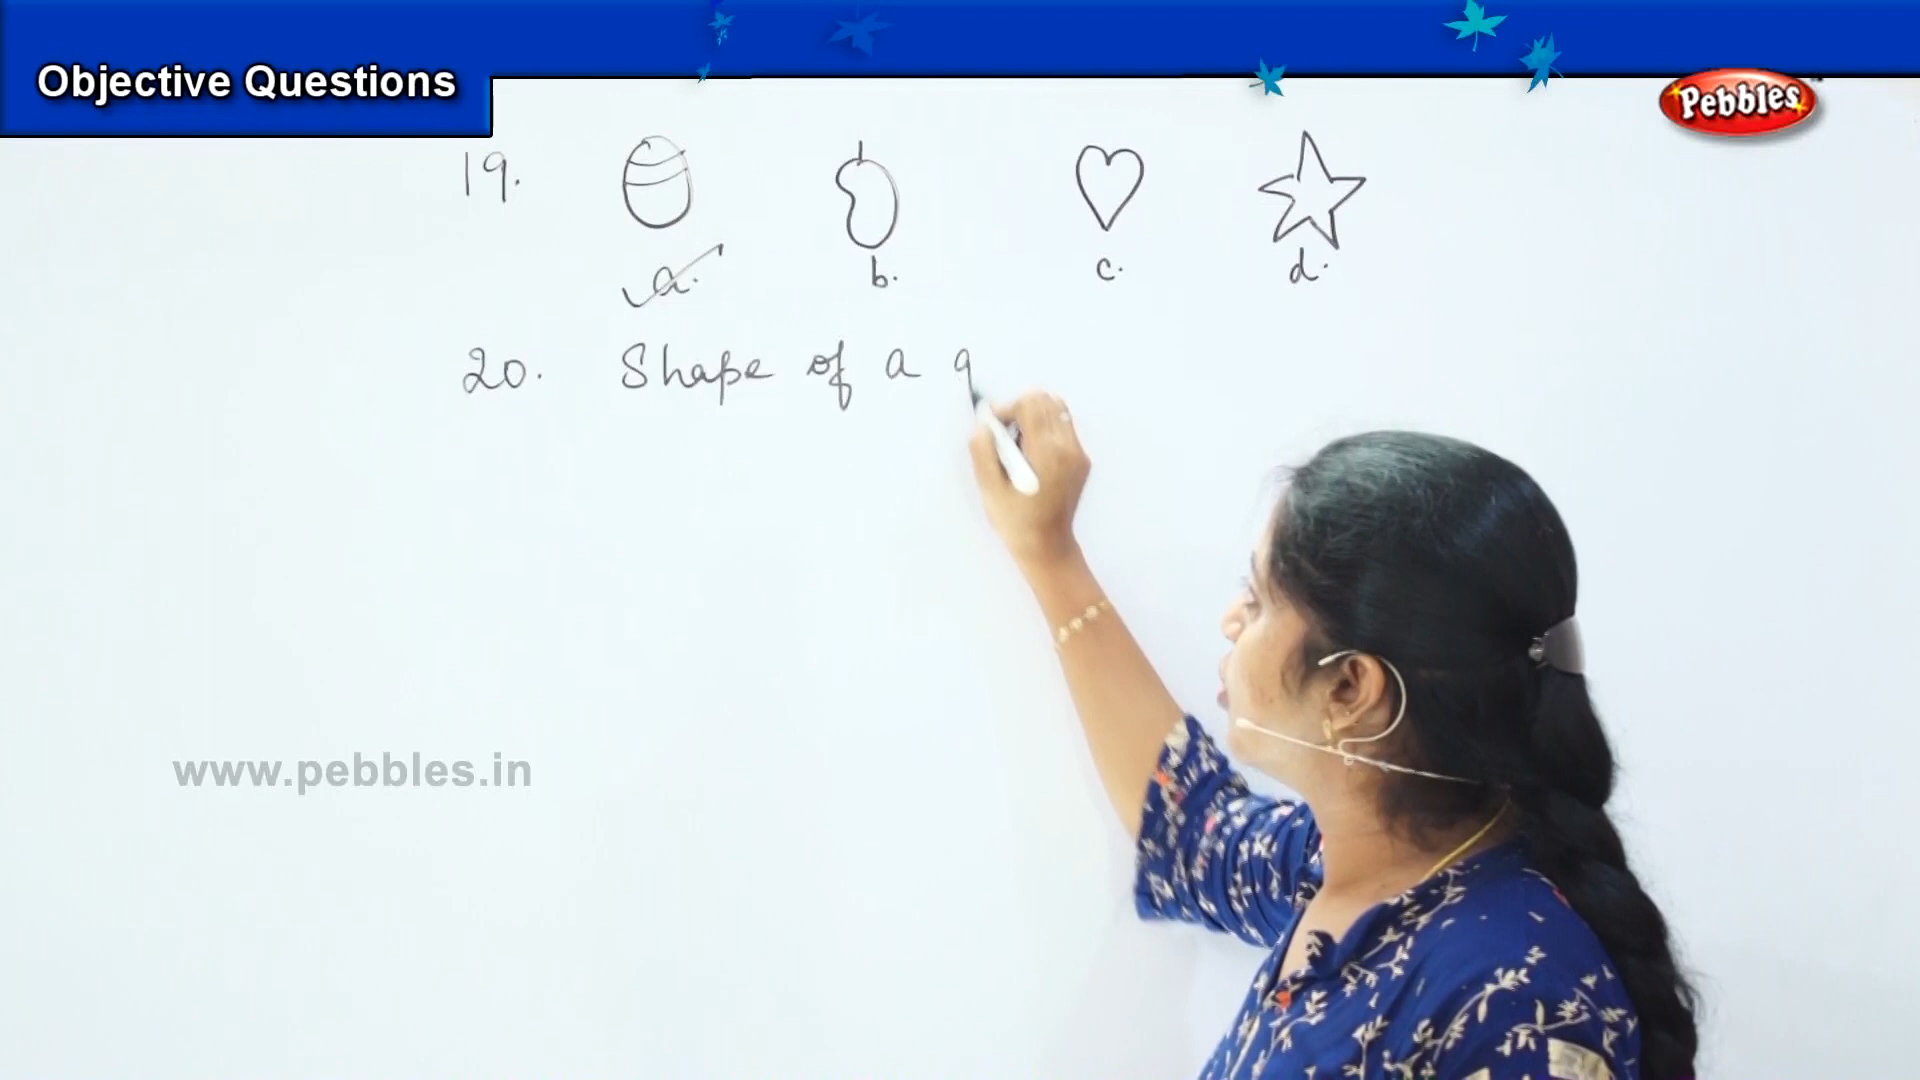 Objective Questions
Pebbles
19.
a. b. c. d.
20. Shape of a g
www.pebbles.in